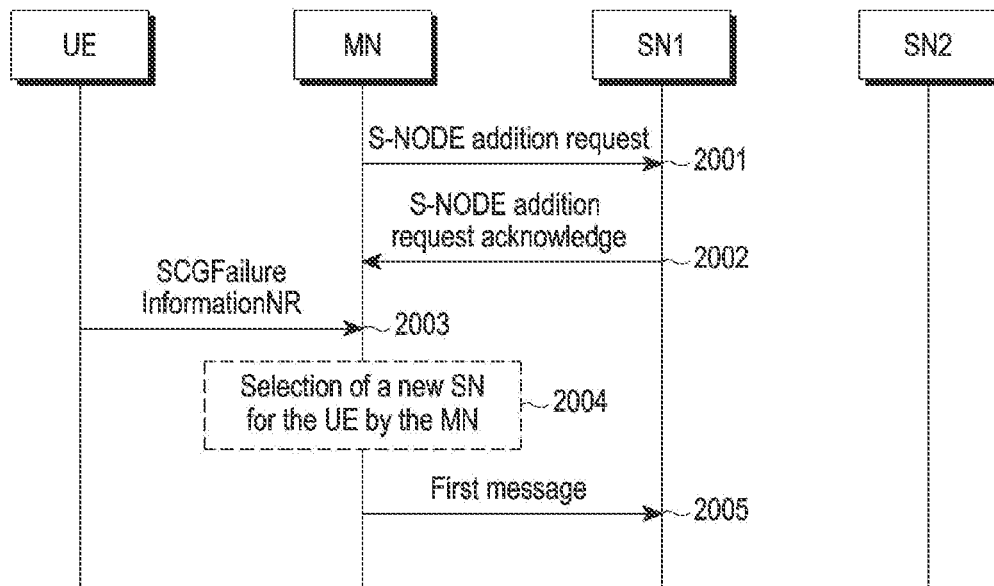 UE
MN
SN1
SN2
S-NODE addition request
2001
S-NODE addition
request acknowledge
2002
SCGFailure
InformationNR
2003
Selection of a new SN
for the UE by the MN
2004
First message
2005